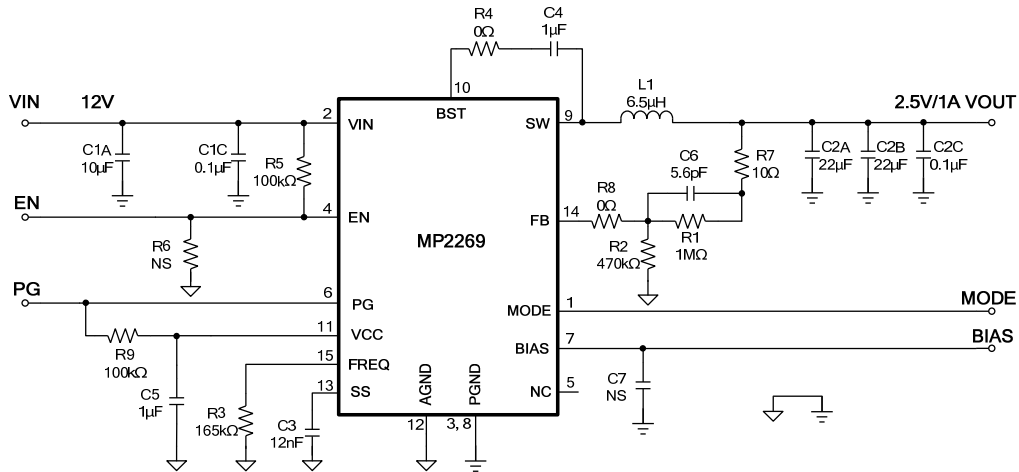 R4
0Ω
C4
1µF
10
BST
VIN
12V
2
VIN
SW
9
L1
6.5µH
2.5V/1A VOUT
C1A
10µF
C1C
0.1µF
R5
100kΩ
C6
5.6pF
R7
10Ω
C2A
22µF
C2B
22µF
C2C
0.1µF
EN
4
EN
R8
0Ω
14
FB
R6
NS
MP2269
R2
470kΩ
R1
1MΩ
PG
6
PG
MODE
1
MODE
11
VCC
BIAS
7
BIAS
R9
100kΩ
15
FREQ
C5
1µF
R3
165kΩ
13
SS
C3
12nF
AGND
PGND
NC
5
C7
NS
12
3, 8